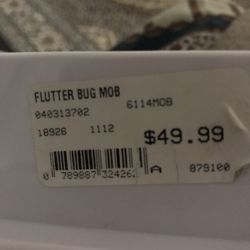 FLUTTER BUG MOB
040313702 6114MOB
18926 1112 $49.99
0 789887 324262 A 879100